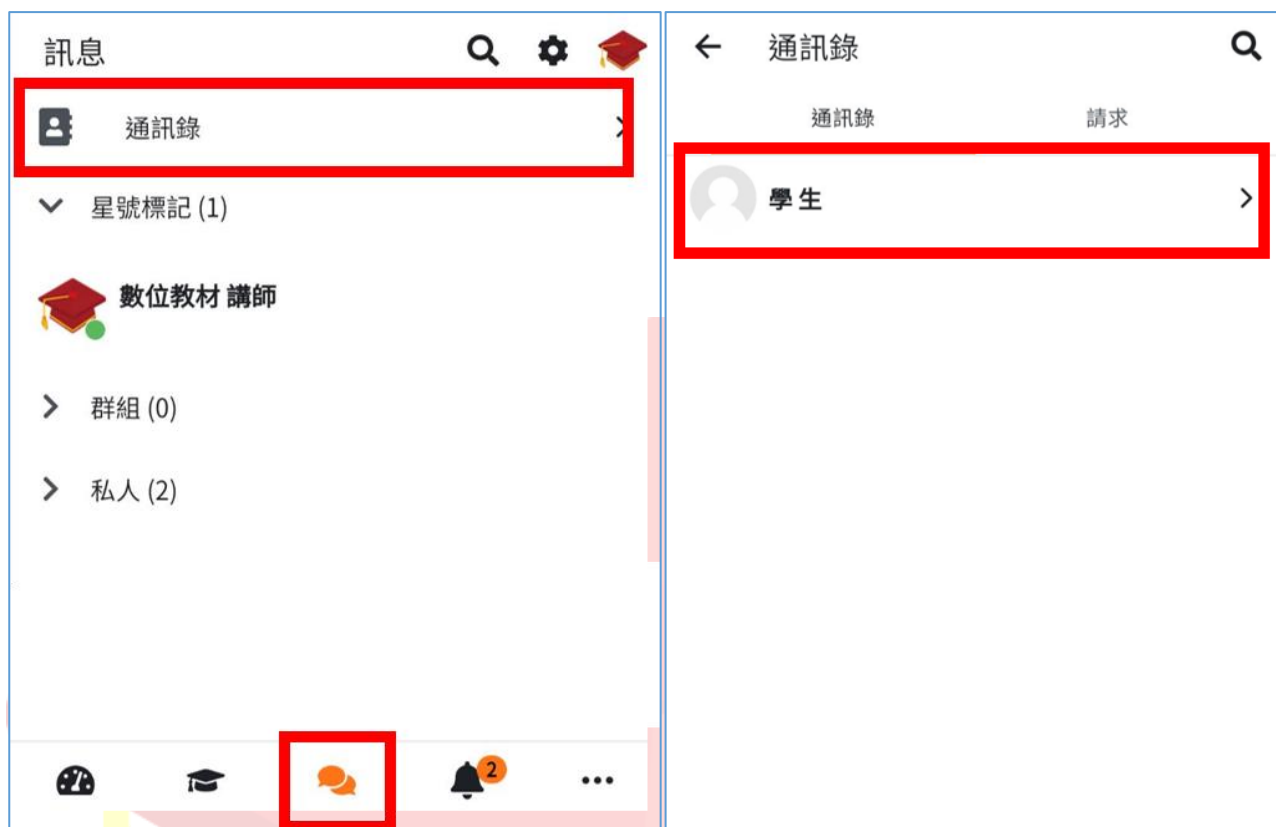 訊息
通訊錄
星號標記 (1)
數位教材 講師
群組 (0)
私人 (2)
2
通訊錄
通訊錄 請求
學 生